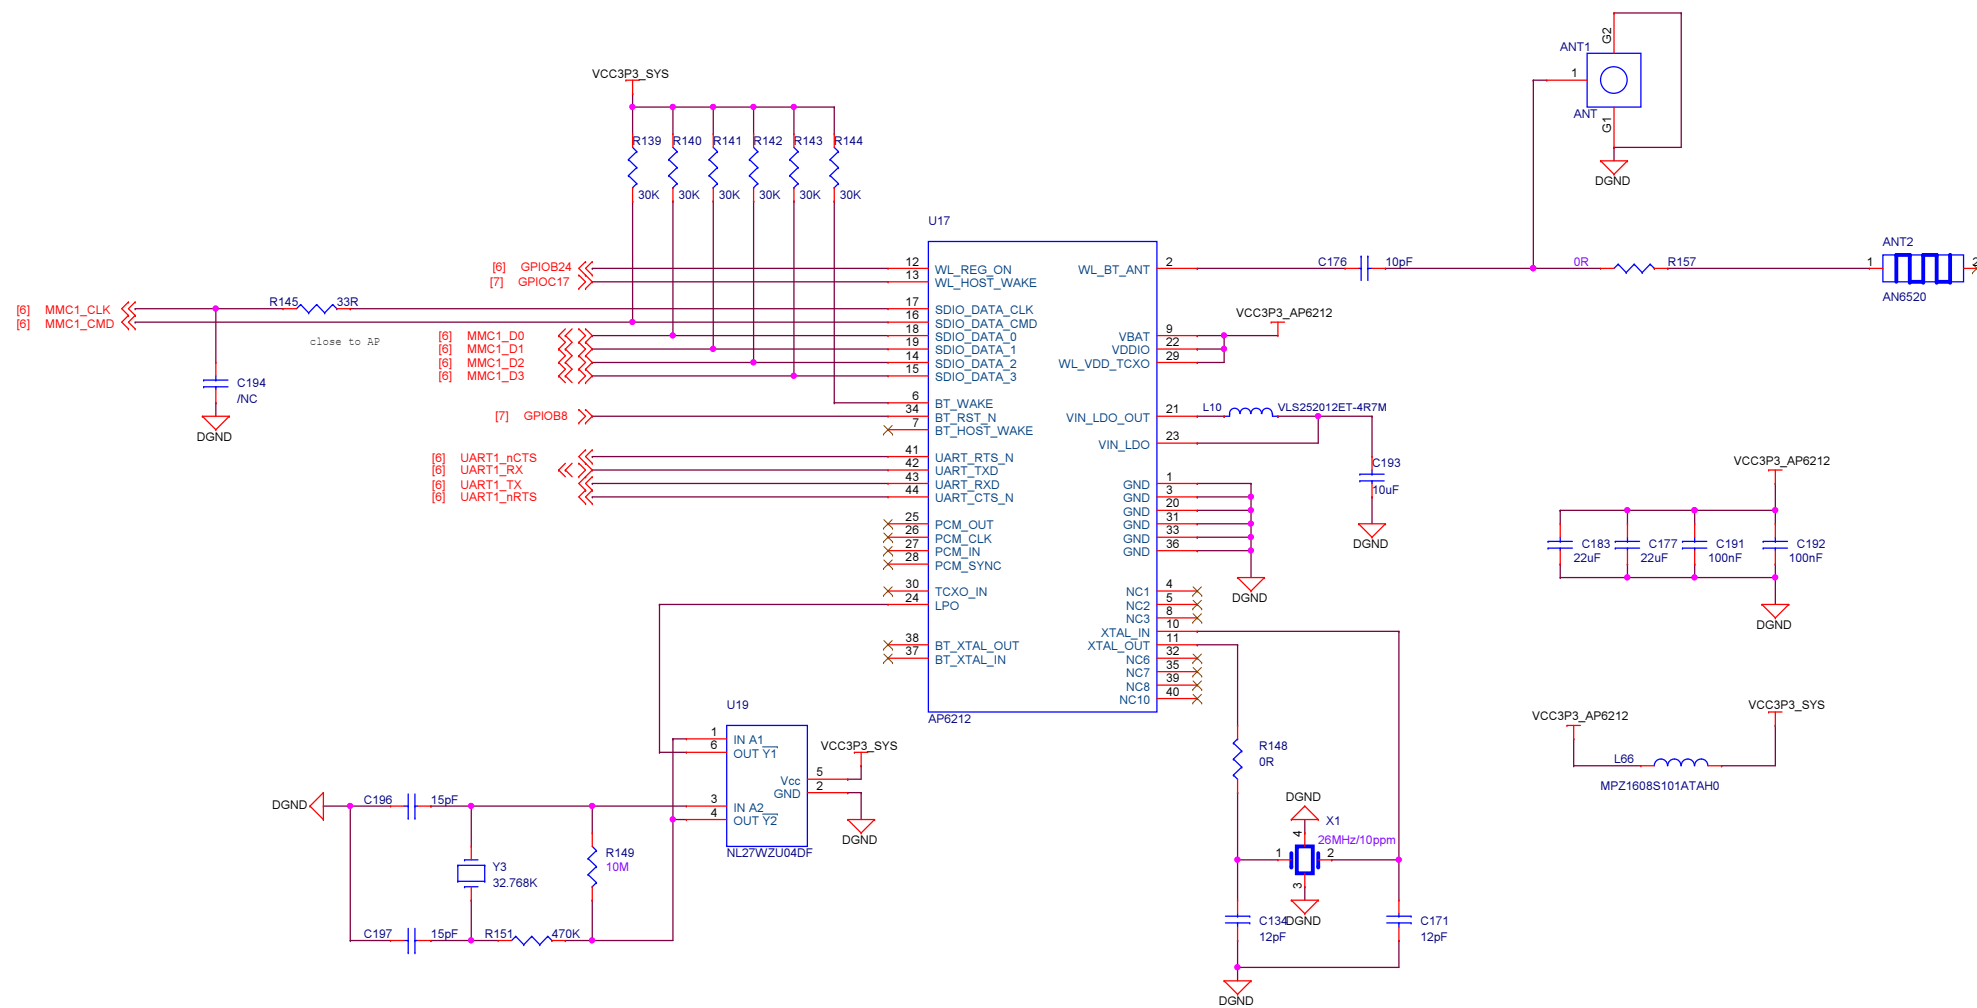 G2
ANT1
1
ANT
G1
DGND
VCC3P3_SYS
R139 R140 R141 R142 R143 R144
30K 30K 30K 30K 30K 30K
U17
[6] GPIOB24
[7] GPIOC17
[6] MMC1_CLK
[6] MMC1_CMD
R145 33R
close to AP
[6] MMC1_D0
[6] MMC1_D1
[6] MMC1_D2
[6] MMC1_D3
C194
/NC
DGND
[7] GPIOB8
[6] UART1_nCTS
[6] UART1_RX
[6] UART1_TX
[6] UART1_nRTS
12 WL_REG_ON
13 WL_HOST_WAKE
17 SDIO_DATA_CLK
16 SDIO_DATA_CMD
18 SDIO_DATA_0
19 SDIO_DATA_1
14 SDIO_DATA_2
15 SDIO_DATA_3
6 BT_WAKE
34 BT_RST_N
7 BT_HOST_WAKE
41 UART_RTS_N
42 UART_TXD
43 UART_RXD
44 UART_CTS_N
25 PCM_OUT
26 PCM_CLK
27 PCM_IN
28 PCM_SYNC
30 TCXO_IN
24 LPO
38 BT_XTAL_OUT
37 BT_XTAL_IN
AP6212
WL_BT_ANT 2
VBAT 9
VDDIO 22
WL_VDD_TCXO 29
VIN_LDO_OUT 21
VIN_LDO 23
GND 1
GND 3
GND 20
GND 31
GND 33
GND 36
NC1 4
NC2 5
NC3 8
XTAL_IN 10
XTAL_OUT 11
NC6 32
NC7 35
NC8 39
NC10 40
C176 10pF
0R R157
ANT2
1 2
AN6520
VCC3P3_AP6212
L10 VLS252012ET-4R7M
C193
10uF
DGND
DGND
VCC3P3_AP6212
C183 C177 C191 C192
22uF 22uF 100nF 100nF
DGND
VCC3P3_AP6212 VCC3P3_SYS
L66
MPZ1608S101ATAH0
R148
0R
DGND
X1
26MHz/10ppm
4
1 2
3
DGND
C134
12pF
C171
12pF
DGND
U19
1 IN A1
6 OUT Y1
3 IN A2
4 OUT Y2
Vcc 5
GND 2
NL27WZU04DF
VCC3P3_SYS
DGND
DGND
C196 15pF
Y3
32.768K
R149
10M
C197 15pF
R151 470K